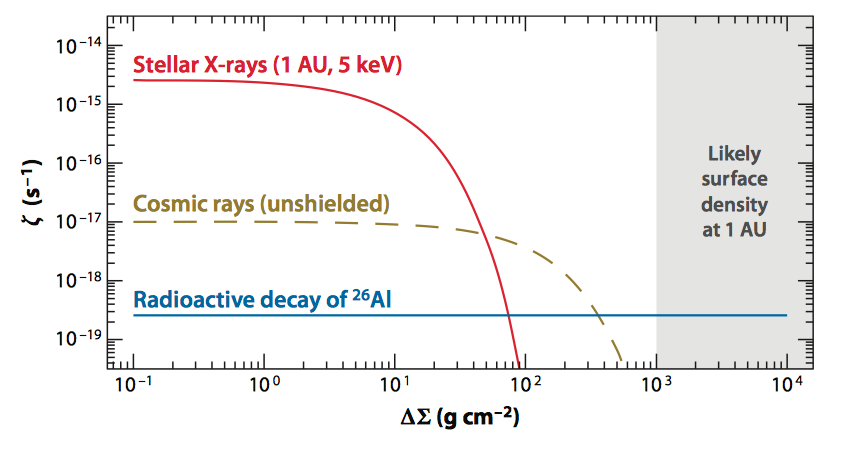 10⁻¹⁴
10⁻¹⁵
10⁻¹⁶
10⁻¹⁷
10⁻¹⁸
10⁻¹⁹
ζ (s⁻¹)
Stellar X-rays (1 AU, 5 keV)
Cosmic rays (unshielded)
Radioactive decay of ²⁶Al
Likely
surface
density
at 1 AU
10⁻¹ 10⁰ 10¹ 10² 10³ 10⁴
ΔΣ (g cm⁻²)